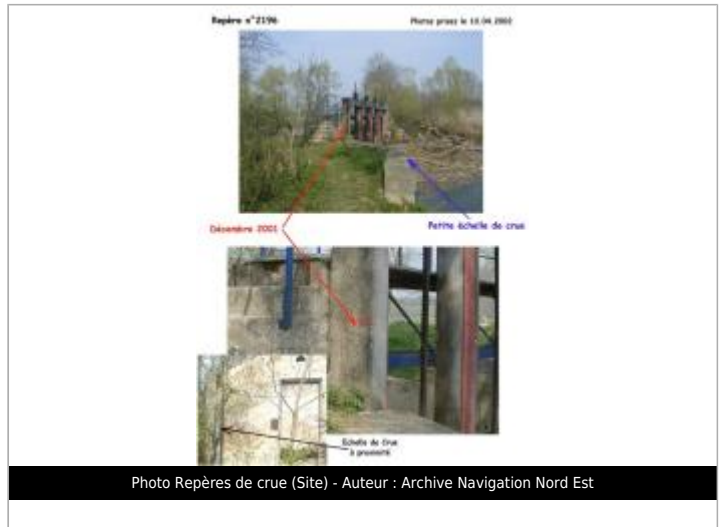 Repère n°2196
Photos prises le 10.04.2002
Décembre 2001
Petite échelle de crue
Echelle de Crue
à proximité
Photo Repères de crue (Site) - Auteur : Archive Navigation Nord Est